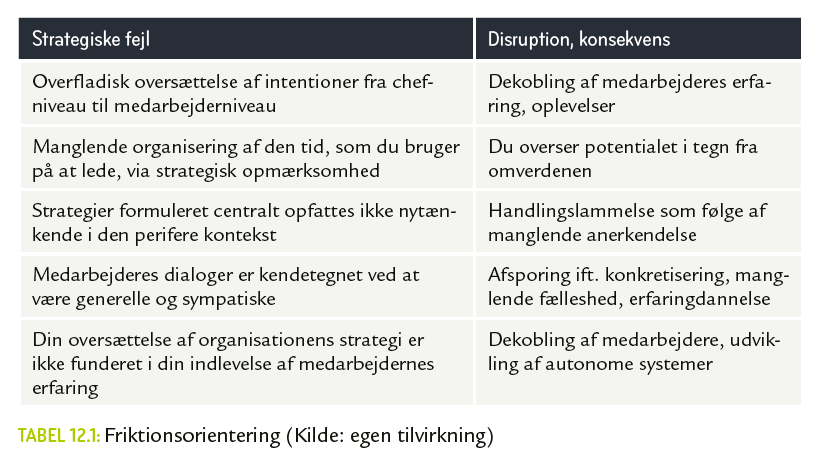 Strategiske fejl
Disruption, konsekvens
Overfladisk oversættelse af intentioner fra chef-
niveau til medarbejderniveau
Dekobling af medarbejderes erfa-
ring, oplevelser
Manglende organisering af den tid, som du bruger
på at lede, via strategisk opmærksomhed
Du overser potentialet i tegn fra
omverdenen
Strategier formuleret centralt opfattes ikke nytæn-
kende i den perifere kontekst
Handlingslammelse som følge af
manglende anerkendelse
Medarbejderes dialoger er kendetegnet ved at
være generelle og sympatiske
Afsporing ift. konkretisering, mang-
lende fælleshed, erfaringdannelse
Din oversættelse af organisationens strategi er
ikke funderet i din indlevelse af medarbejdernes
erfaring
Dekobling af medarbejdere, udvik-
ling af autonome systemer
TABEL 12.1: Friktionsorientering (Kilde: egen tilvirkning)